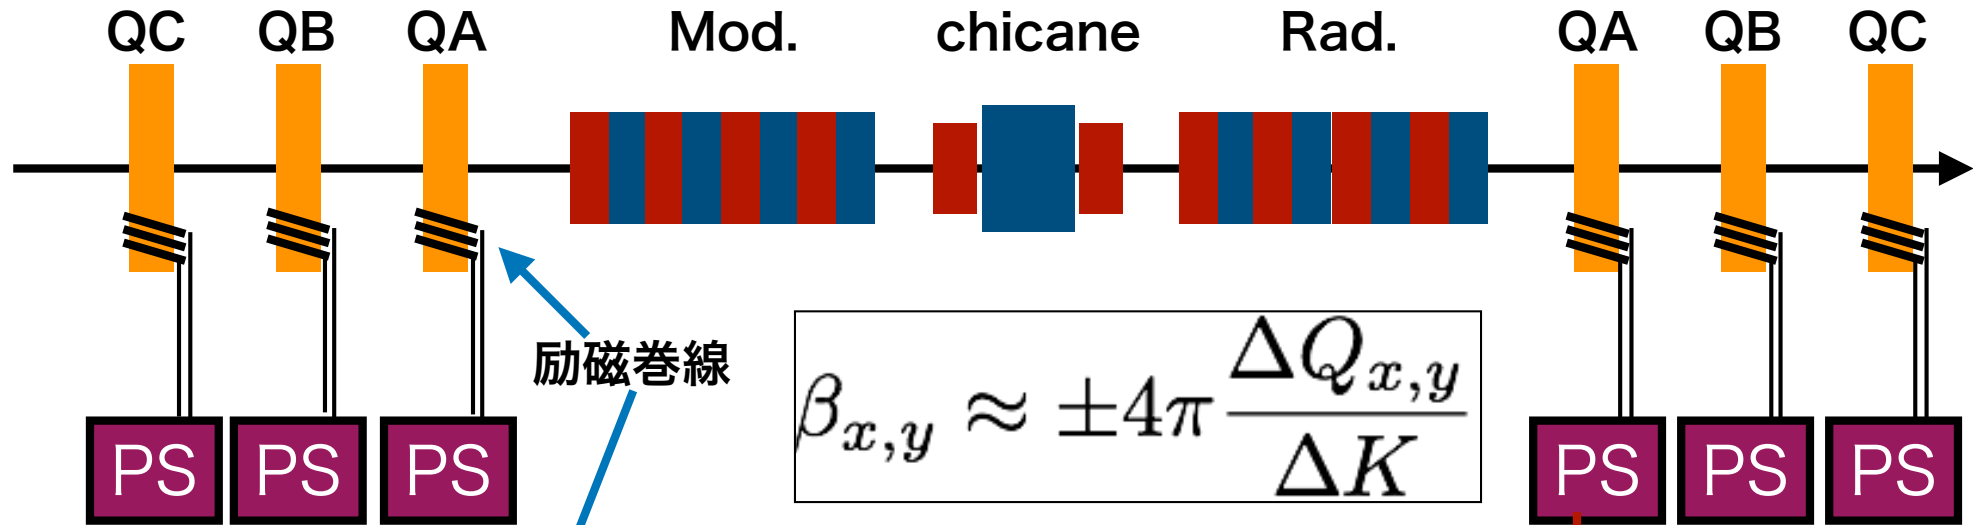 QC QB QA Mod. chicane Rad. QA QB QC
励磁巻線
β_{x,y} ≈ ±4π ΔQ_{x,y}/ΔK
PS PS PS PS PS PS